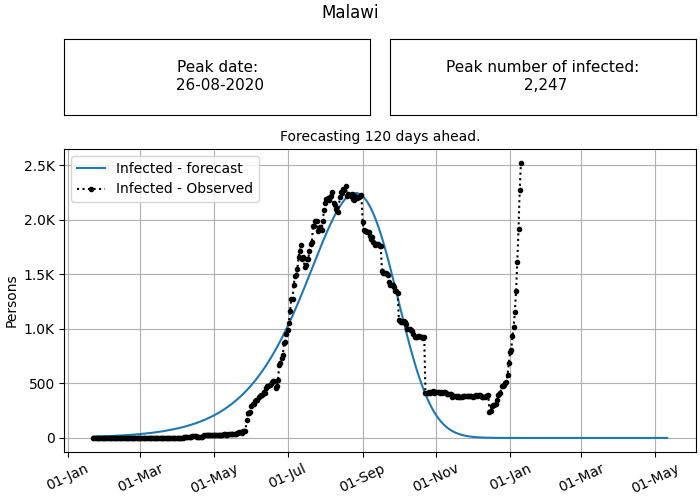 Malawi
Peak date:
26-08-2020
Peak number of infected:
2,247
Forecasting 120 days ahead.
Infected - forecast
Infected - Observed
2.5K
2.0K
1.5K
1.0K
500
0
Persons
01-Jan
01-Mar
01-May
01-Jul
01-Sep
01-Nov
01-Jan
01-Mar
01-May